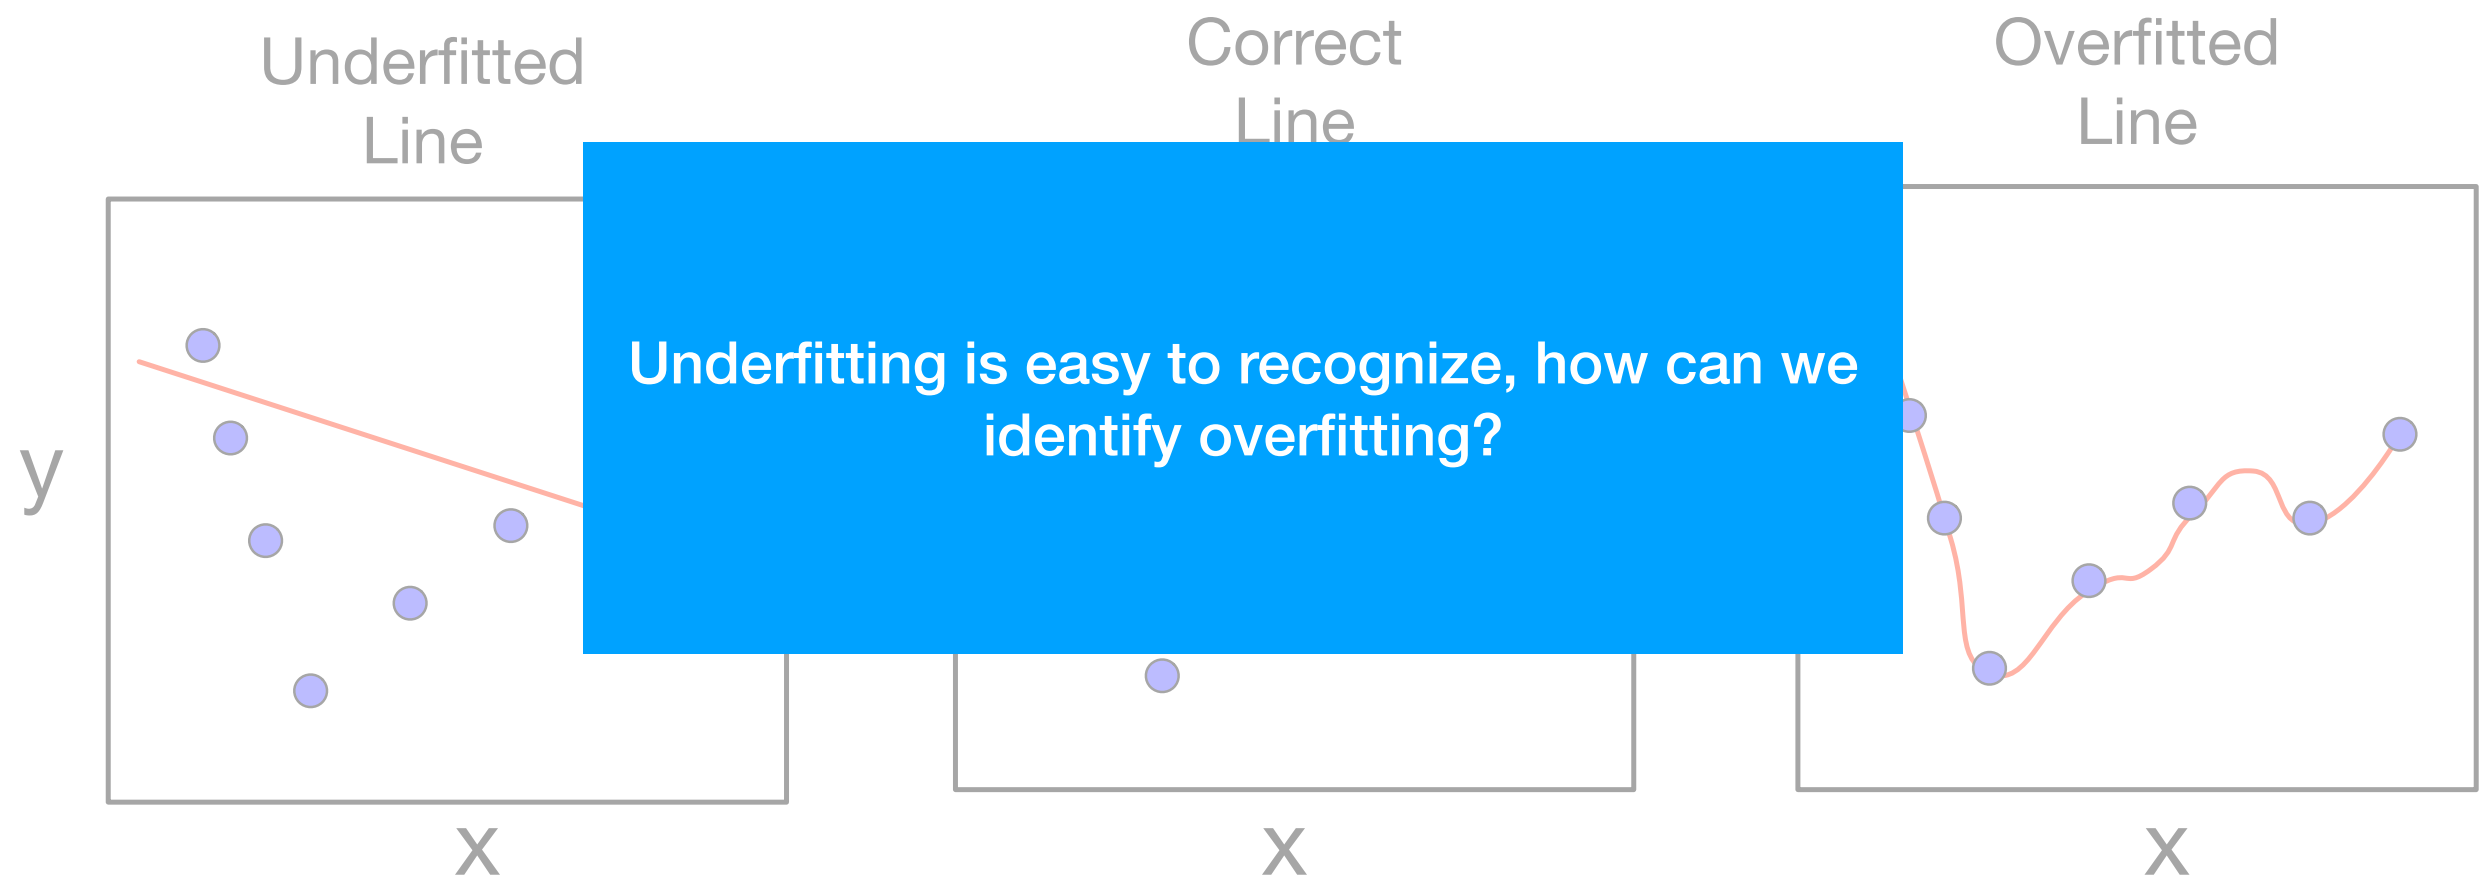 Underfitted
Line
Correct
Line
Overfitted
Line
Underfitting is easy to recognize, how can we
identify overfitting?
y
x
x
x